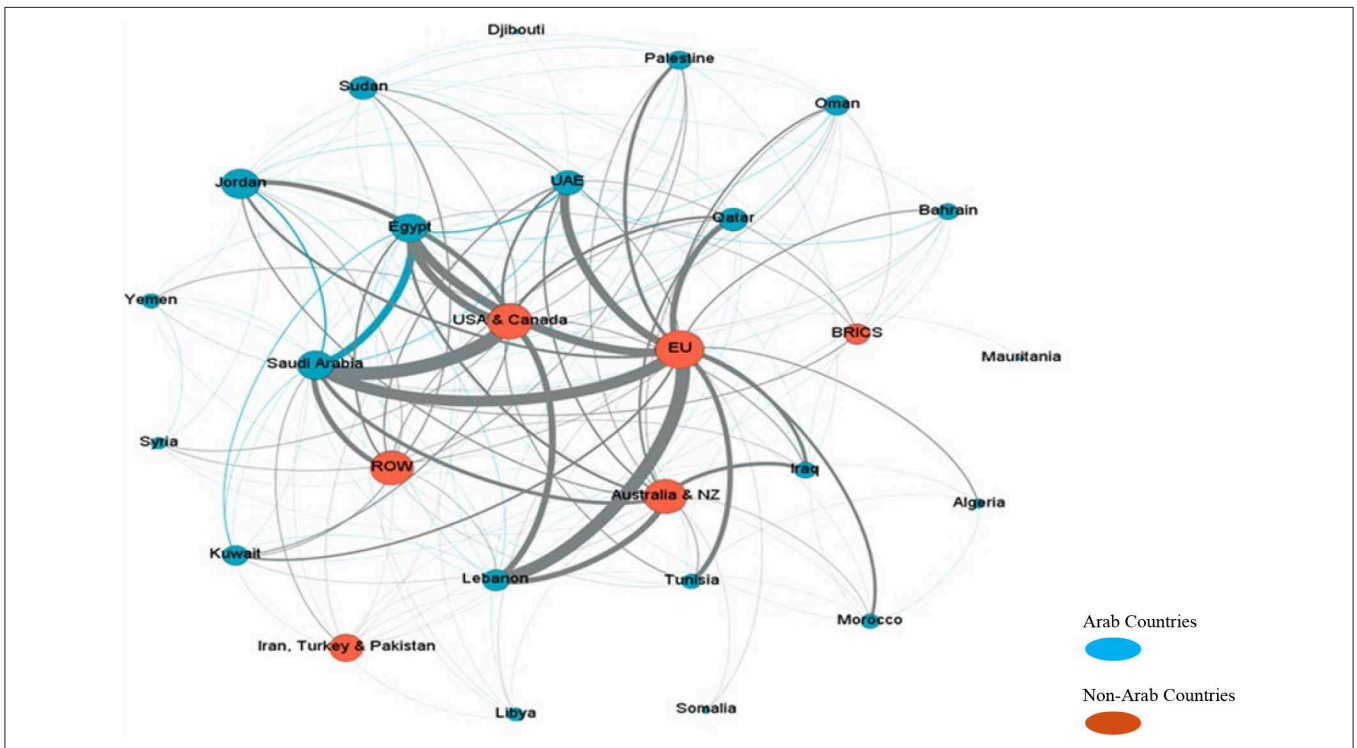 Djibouti
Palestine
Sudan
Oman
Jordan
UAE
Egypt
Qatar
Bahrain
Yemen
USA & Canada
BRICS
EU
Mauritania
Saudi Arabia
Syria
ROW
Iraq
Australia & NZ
Algeria
Kuwait
Lebanon
Tunisia
Morocco
Arab Countries
Iran, Turkey & Pakistan
Non-Arab Countries
Libya
Somalia